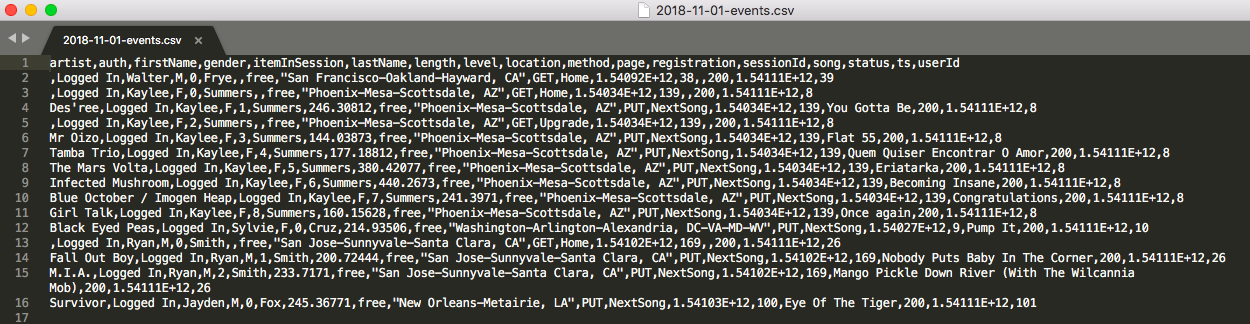 2018-11-01-events.csv
2018-11-01-events.csv ×
1 artist,auth,firstName,gender,itemInSession,lastName,length,level,location,method,page,registration,sessionId,song,status,ts,userId
2 ,Logged In,Walter,M,0,Frye,,free,"San Francisco-Oakland-Hayward, CA",GET,Home,1.54092E+12,38,,200,1.54111E+12,39
3 ,Logged In,Kaylee,F,0,Summers,,free,"Phoenix-Mesa-Scottsdale, AZ",GET,Home,1.54034E+12,139,,200,1.54111E+12,8
4 Des'ree,Logged In,Kaylee,F,1,Summers,246.30812,free,"Phoenix-Mesa-Scottsdale, AZ",PUT,NextSong,1.54034E+12,139,You Gotta Be,200,1.54111E+12,8
5 ,Logged In,Kaylee,F,2,Summers,,free,"Phoenix-Mesa-Scottsdale, AZ",GET,Upgrade,1.54034E+12,139,,200,1.54111E+12,8
6 Mr Oizo,Logged In,Kaylee,F,3,Summers,144.03873,free,"Phoenix-Mesa-Scottsdale, AZ",PUT,NextSong,1.54034E+12,139,Flat 55,200,1.54111E+12,8
7 Tamba Trio,Logged In,Kaylee,F,4,Summers,177.18812,free,"Phoenix-Mesa-Scottsdale, AZ",PUT,NextSong,1.54034E+12,139,Quem Quiser Encontrar O Amor,200,1.54111E+12,8
8 The Mars Volta,Logged In,Kaylee,F,5,Summers,380.42077,free,"Phoenix-Mesa-Scottsdale, AZ",PUT,NextSong,1.54034E+12,139,Eriatarka,200,1.54111E+12,8
9 Infected Mushroom,Logged In,Kaylee,F,6,Summers,440.2673,free,"Phoenix-Mesa-Scottsdale, AZ",PUT,NextSong,1.54034E+12,139,Becoming Insane,200,1.54111E+12,8
10 Blue October / Imogen Heap,Logged In,Kaylee,F,7,Summers,241.3971,free,"Phoenix-Mesa-Scottsdale, AZ",PUT,NextSong,1.54034E+12,139,Congratulations,200,1.54111E+12,8
11 Girl Talk,Logged In,Kaylee,F,8,Summers,160.15628,free,"Phoenix-Mesa-Scottsdale, AZ",PUT,NextSong,1.54034E+12,139,Once again,200,1.54111E+12,8
12 Black Eyed Peas,Logged In,Sylvie,F,0,Cruz,214.93506,free,"Washington-Arlington-Alexandria, DC-VA-MD-WV",PUT,NextSong,1.54027E+12,9,Pump It,200,1.54111E+12,10
13 ,Logged In,Ryan,M,0,Smith,,free,"San Jose-Sunnyvale-Santa Clara, CA",GET,Home,1.54102E+12,169,,200,1.54111E+12,26
14 Fall Out Boy,Logged In,Ryan,M,1,Smith,200.72444,free,"San Jose-Sunnyvale-Santa Clara, CA",PUT,NextSong,1.54102E+12,169,Nobody Puts Baby In The Corner,200,1.54111E+12,26
15 M.I.A.,Logged In,Ryan,M,2,Smith,233.7171,free,"San Jose-Sunnyvale-Santa Clara, CA",PUT,NextSong,1.54102E+12,169,Mango Pickle Down River (With The Wilcannia
Mob),200,1.54111E+12,26
16 Survivor,Logged In,Jayden,M,0,Fox,245.36771,free,"New Orleans-Metairie, LA",PUT,NextSong,1.54103E+12,100,Eye Of The Tiger,200,1.54111E+12,101
17